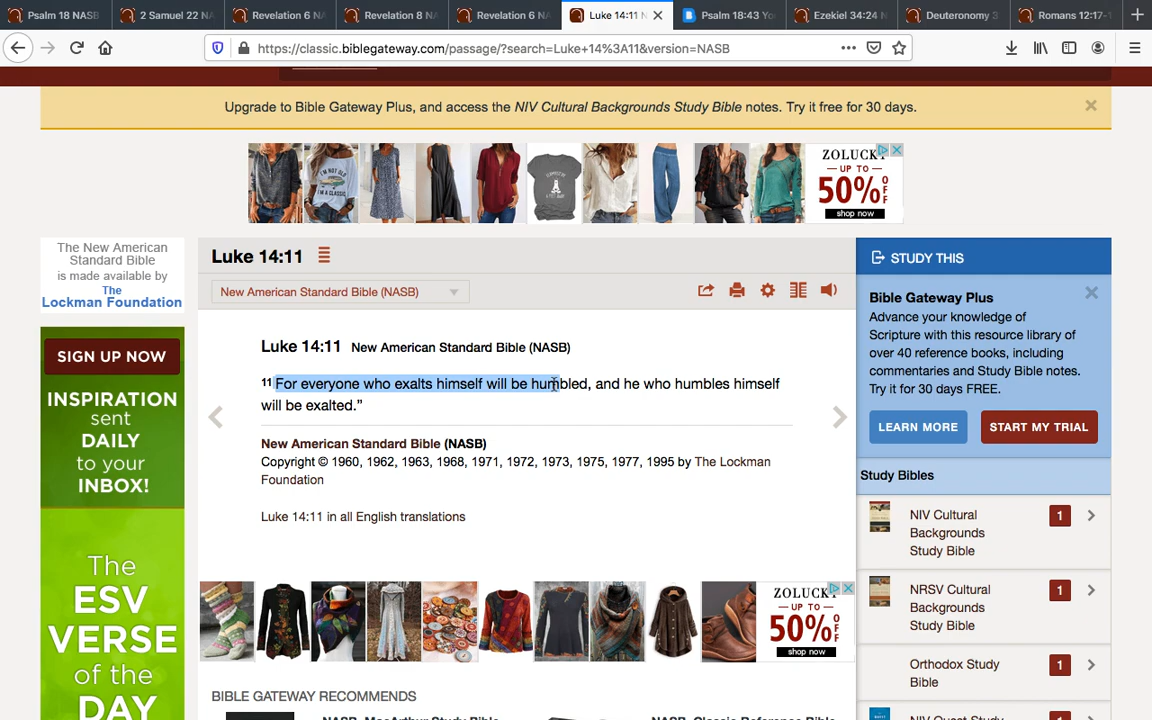 Psalm 18 NASB
2 Samuel 22 NA
Revelation 6 NA
Revelation 8 NA
Revelation 6 NA
Luke 14:11 N
Psalm 18:43 Yo
Ezekiel 34:24 N
Deuteronomy 3
Romans 12:17-1
https://classic.biblegateway.com/passage/?search=Luke+14%3A11&version=NASB
Upgrade to Bible Gateway Plus, and access the NIV Cultural Backgrounds Study Bible notes. Try it free for 30 days.
I'M NOT OLD
I'M A CLASSIC
ZOLUCKY
UP TO
50% OFF
shop now
The New American
Standard Bible
is made available by
The
Lockman Foundation
SIGN UP NOW
INSPIRATION
sent
DAILY
to your
INBOX!
The
ESV
VERSE
of the
DAY
Luke 14:11
New American Standard Bible (NASB)
Luke 14:11 New American Standard Bible (NASB)
11 For everyone who exalts himself will be humbled, and he who humbles himself
will be exalted.”
New American Standard Bible (NASB)
Copyright © 1960, 1962, 1963, 1968, 1971, 1972, 1973, 1975, 1977, 1995 by The Lockman
Foundation
Luke 14:11 in all English translations
ZOLUCKY
UP TO
50% OFF
shop now
BIBLE GATEWAY RECOMMENDS
NASB, MacArthur Study Bible
NASB, Classic Reference Bible
STUDY THIS
Bible Gateway Plus
Advance your knowledge of
Scripture with this resource library of
over 40 reference books, including
commentaries and Study Bible notes.
Try it for 30 days FREE.
LEARN MORE
START MY TRIAL
Study Bibles
NIV Cultural
Backgrounds
Study Bible
1
NRSV Cultural
Backgrounds
Study Bible
1
Orthodox Study
Bible
1
NIV Quest Study